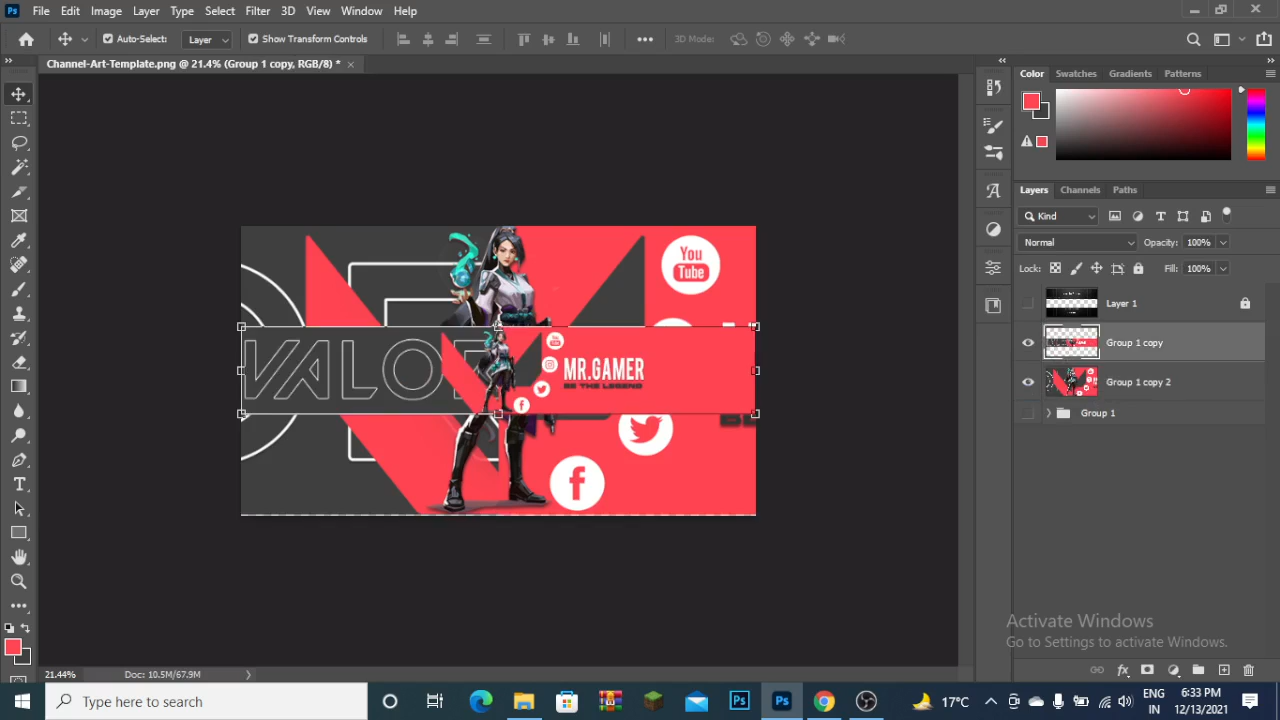 Ps File Edit Image Layer Type Select Filter 3D View Window Help
Auto-Select: Layer Show Transform Controls 3D Mode:
Channel-Art-Template.png @ 21.4% (Group 1 copy, RGB/8) *
Color Swatches Gradients Patterns
Layers Channels Paths
Kind
Normal Opacity: 100%
Lock: Fill: 100%
Layer 1
Group 1 copy
Group 1 copy 2
Group 1
You
Tube
VALO
MR.GAMER
BE THE LEGEND
Activate Windows
Go to Settings to activate Windows.
21.44% Doc: 10.5M/67.9M
Type here to search
Ps
Ps
17°C
ENG
IN
6:33 PM
12/13/2021